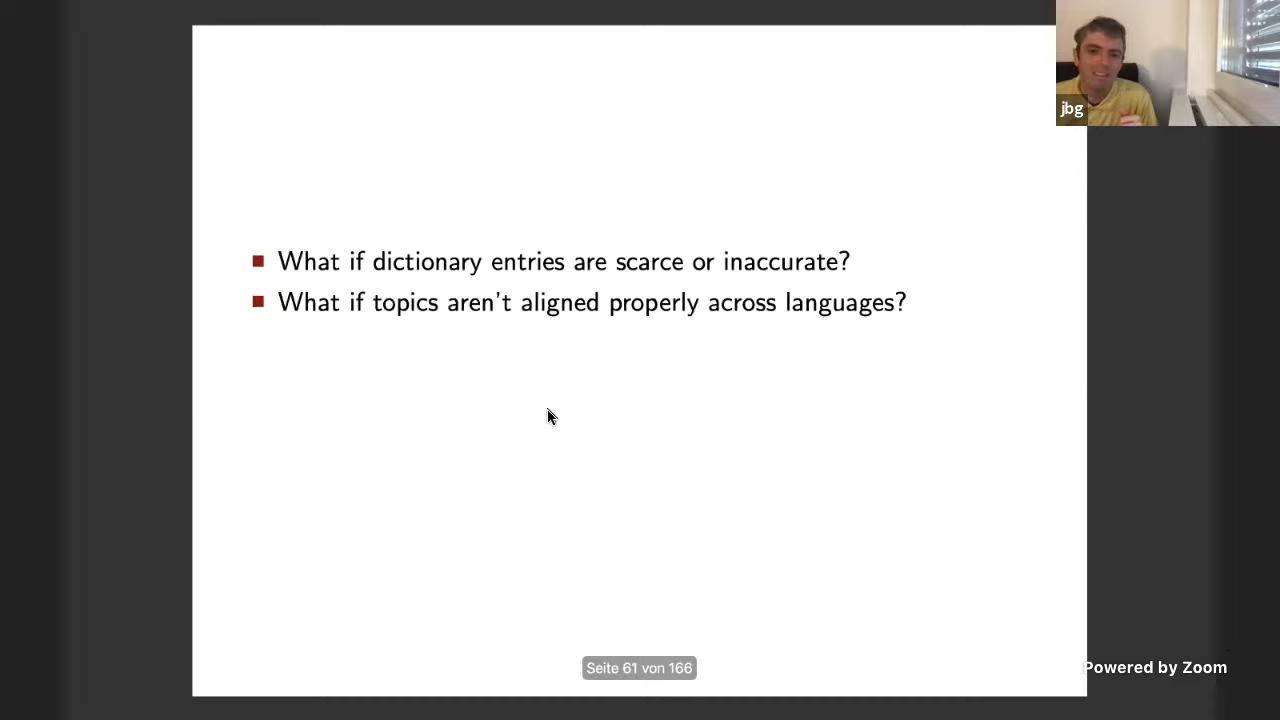 jbg
What if dictionary entries are scarce or inaccurate?
What if topics aren't aligned properly across languages?
Seite 61 von 166
Powered by Zoom